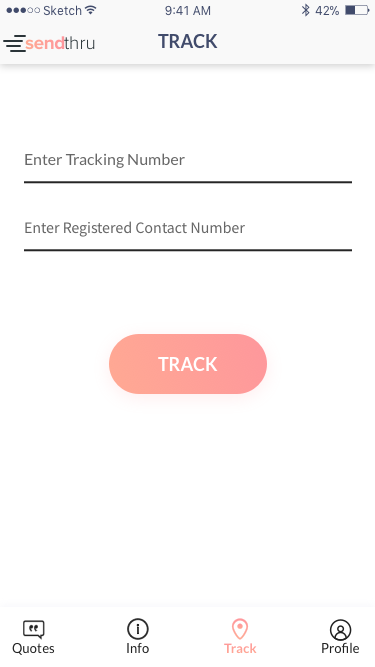 Sketch 9:41 AM 42%
sendthru TRACK
Enter Tracking Number
Enter Registered Contact Number
TRACK
Quotes Info Track Profile